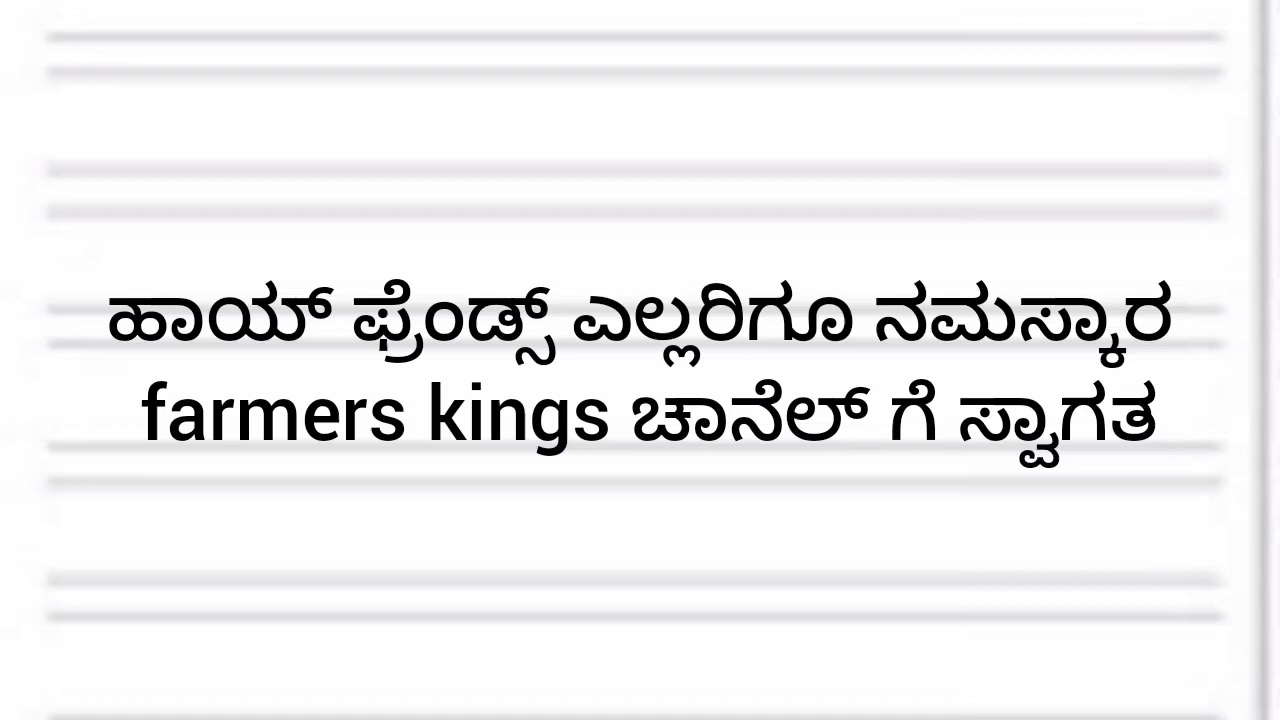 ಹಾಯ್ ಫ್ರೆಂಡ್ಸ್ ಎಲ್ಲರಿಗೂ ನಮಸ್ಕಾರ
farmers kings ಚಾನೆಲ್ ಗೆ ಸ್ವಾಗತ